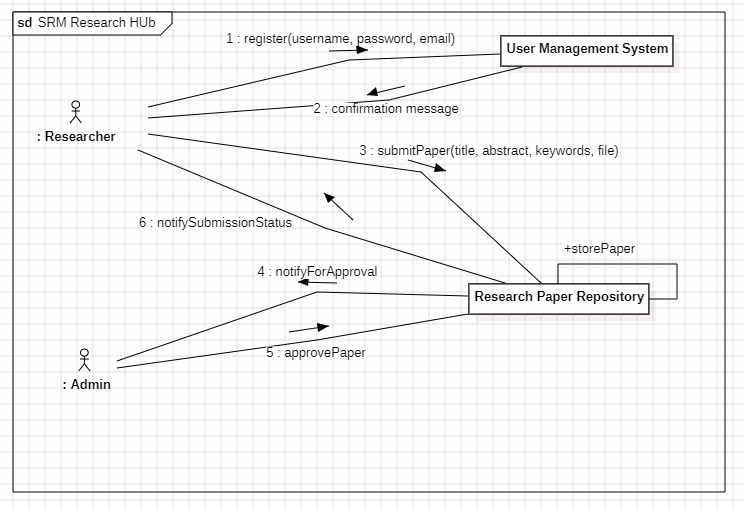 sd SRM Research HUb
1 : register(username, password, email)
User Management System
2 : confirmation message
: Researcher
3 : submitPaper(title, abstract, keywords, file)
6 : notifySubmissionStatus
+storePaper
4 : notifyForApproval
Research Paper Repository
5 : approvePaper
: Admin